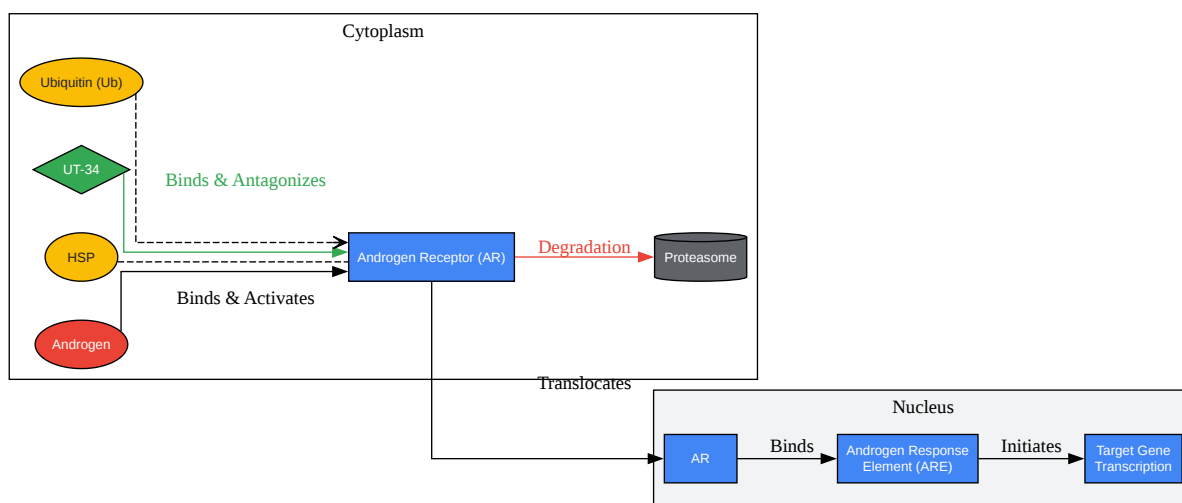 Cytoplasm
Ubiquitin (Ub)
UT-34
Binds & Antagonizes
HSP
Androgen Receptor (AR)
Degradation
Proteasome
Binds & Activates
Androgen
Translocates
Nucleus
AR
Binds
Androgen Response
Element (ARE)
Initiates
Target Gene
Transcription